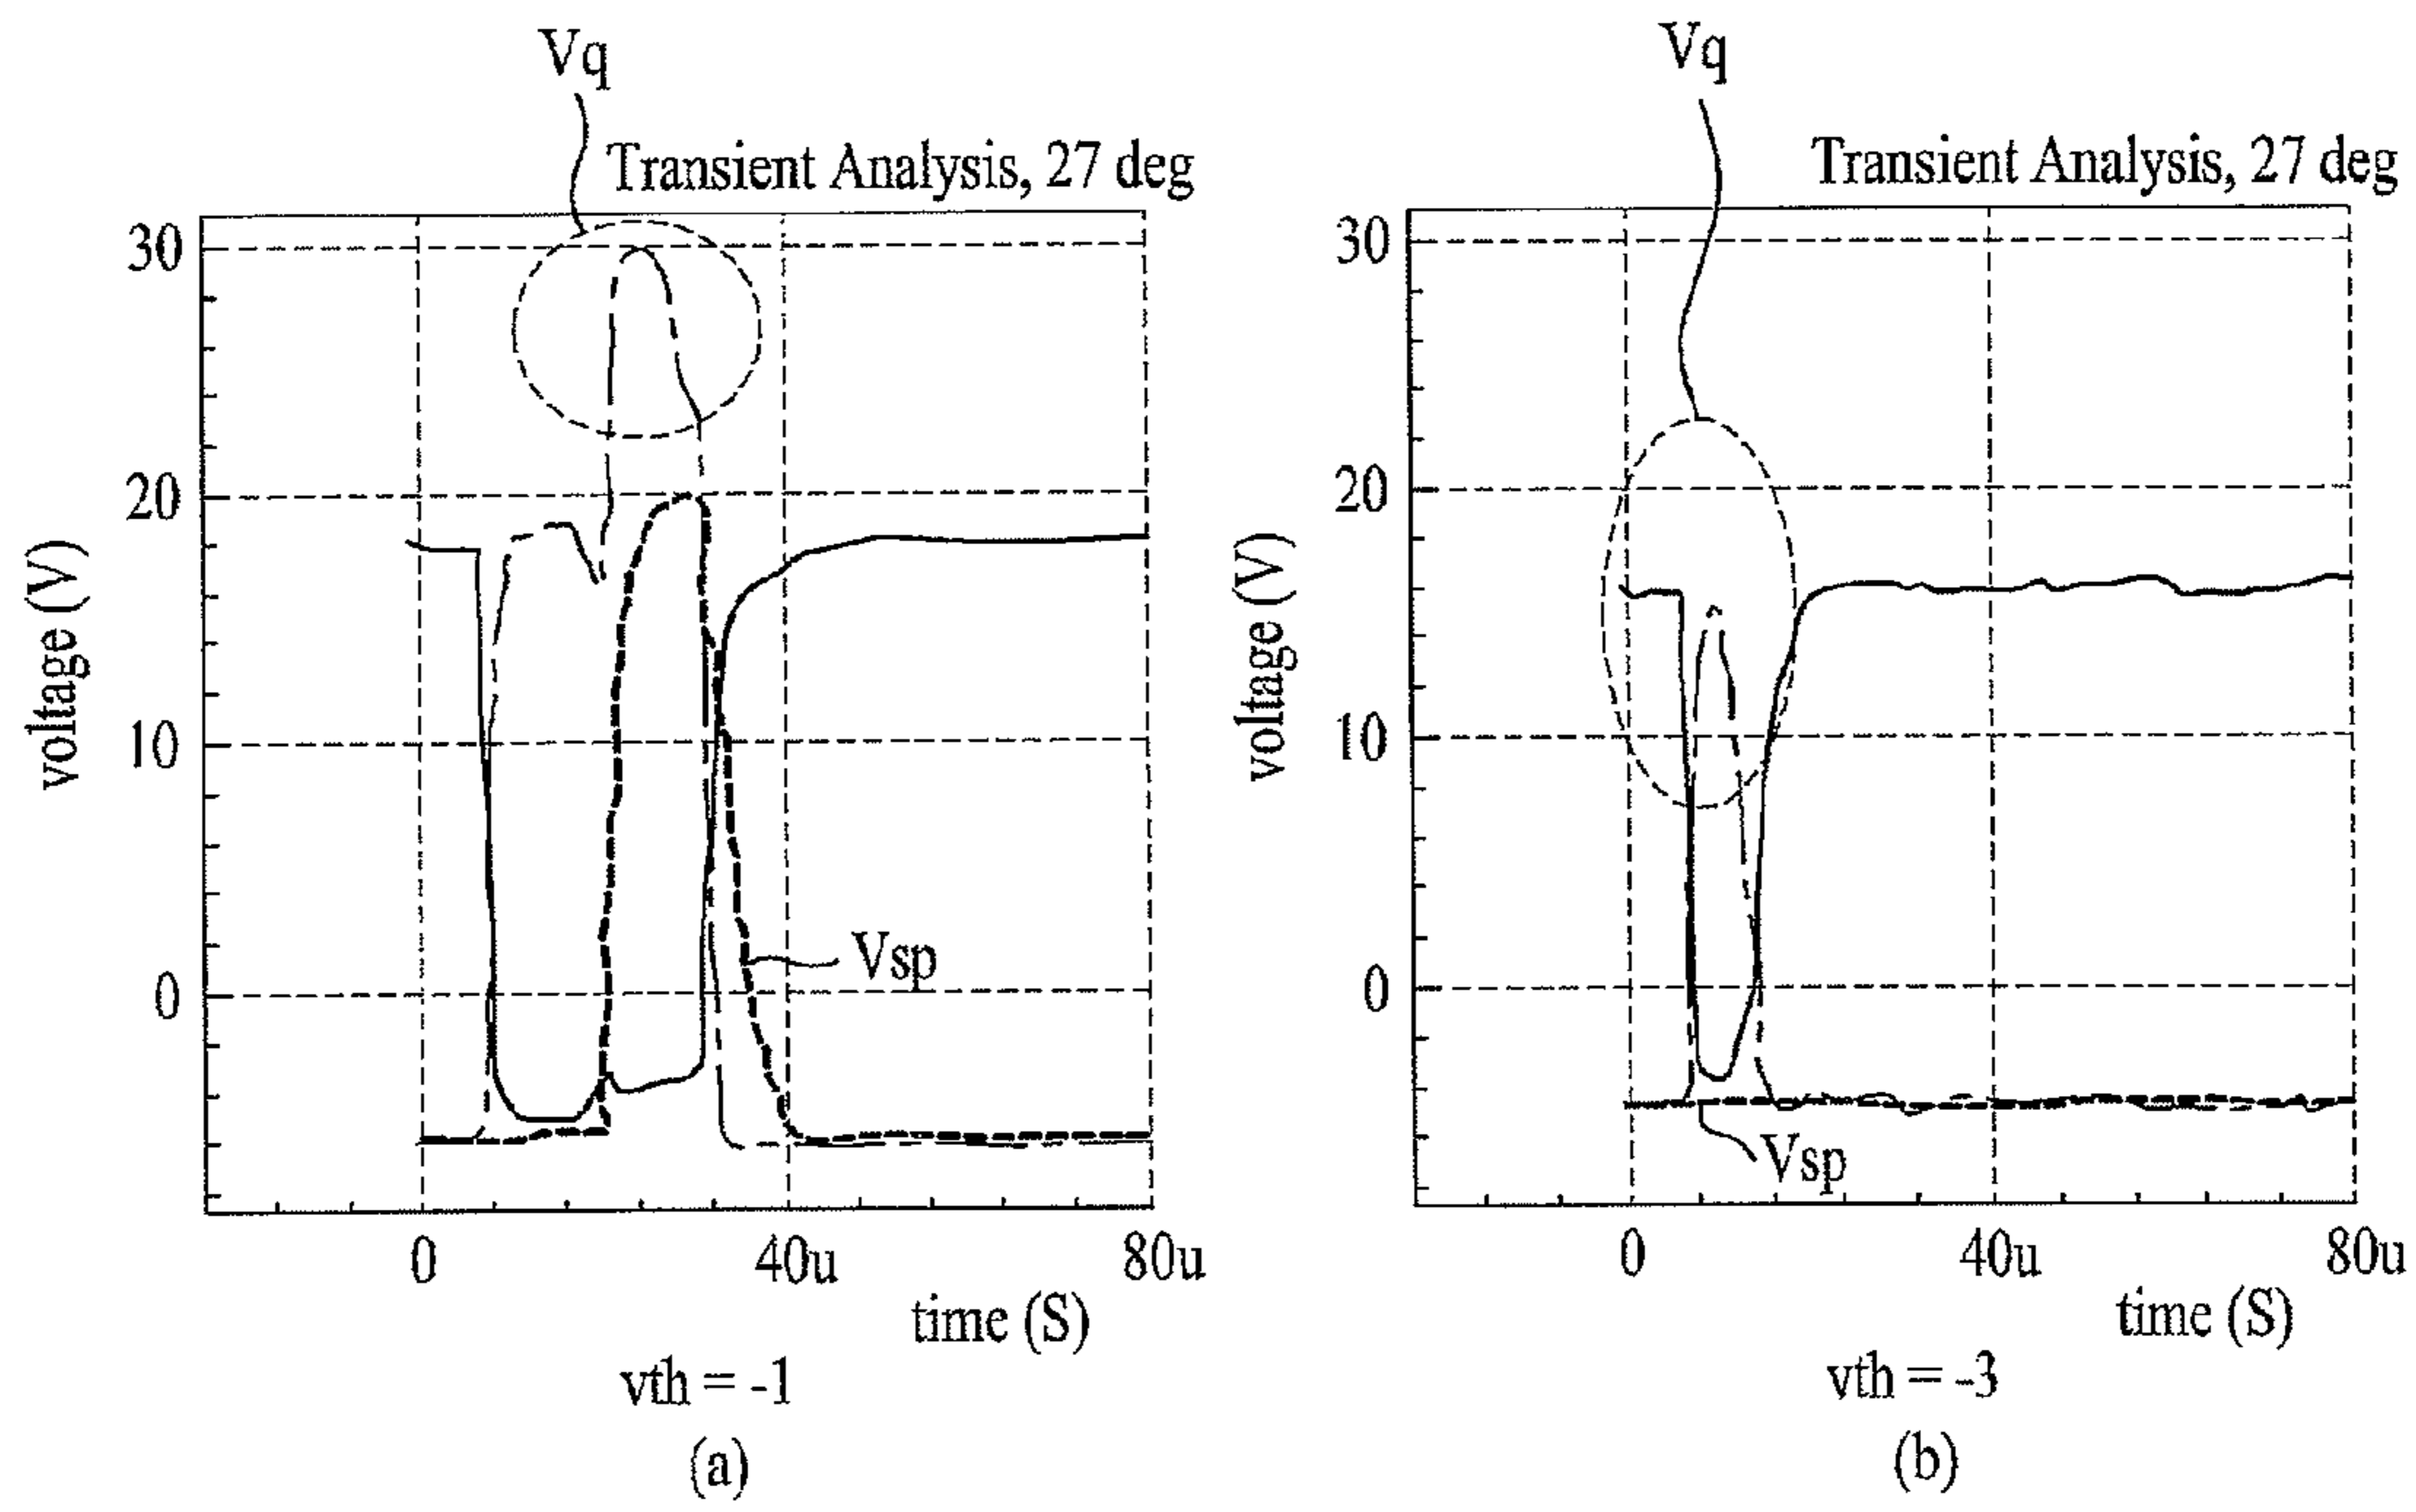 Vq
Transient Analysis, 27 deg
30
20
10
0
voltage (V)
Vsp
0
40u
80u
time (S)
vth = -1
(a)
Vq
Transient Analysis, 27 deg
30
20
10
0
voltage (V)
Vsp
0
40u
80u
time (S)
vth = -3
(b)